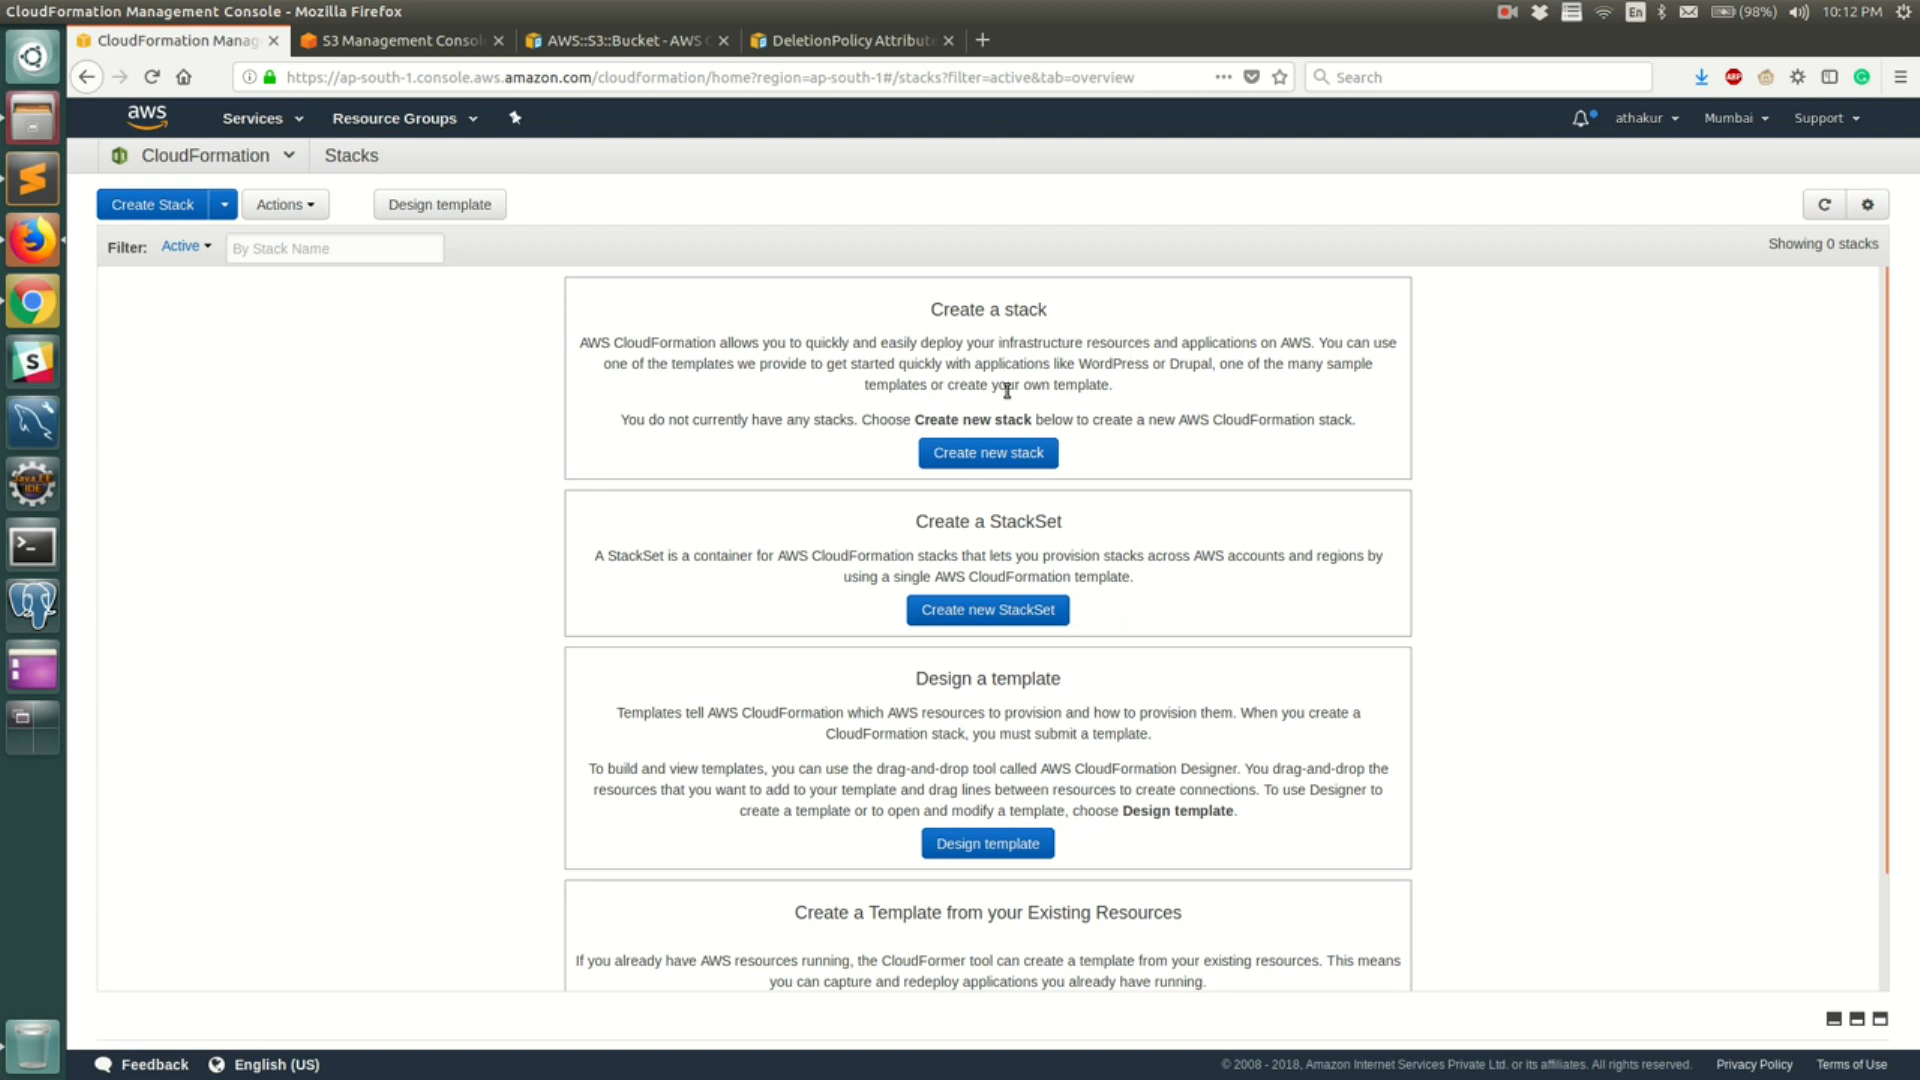 CloudFormation Management Console - Mozilla Firefox
En
(98%)
10:12 PM
CloudFormation Manag
S3 Management Consol
AWS::S3::Bucket - AWS C
DeletionPolicy Attribut
https://ap-south-1.console.aws.amazon.com/cloudformation/home?region=ap-south-1#/stacks?filter=active&tab=overview
Search
ABP
aws
Services
Resource Groups
athakur
Mumbai
Support
CloudFormation
Stacks
Create Stack
Actions
Design template
Filter:
Active
By Stack Name
Showing 0 stacks
Create a stack
AWS CloudFormation allows you to quickly and easily deploy your infrastructure resources and applications on AWS. You can use
one of the templates we provide to get started quickly with applications like WordPress or Drupal, one of the many sample
templates or create your own template.
You do not currently have any stacks. Choose Create new stack below to create a new AWS CloudFormation stack.
Create new stack
Create a StackSet
A StackSet is a container for AWS CloudFormation stacks that lets you provision stacks across AWS accounts and regions by
using a single AWS CloudFormation template.
Create new StackSet
Design a template
Templates tell AWS CloudFormation which AWS resources to provision and how to provision them. When you create a
CloudFormation stack, you must submit a template.
To build and view templates, you can use the drag-and-drop tool called AWS CloudFormation Designer. You drag-and-drop the
resources that you want to add to your template and drag lines between resources to create connections. To use Designer to
create a template or to open and modify a template, choose Design template.
Design template
Create a Template from your Existing Resources
If you already have AWS resources running, the CloudFormer tool can create a template from your existing resources. This means
you can capture and redeploy applications you already have running.
Java EE
IDE
Feedback
English (US)
© 2008 - 2018, Amazon Internet Services Private Ltd. or its affiliates. All rights reserved.
Privacy Policy
Terms of Use